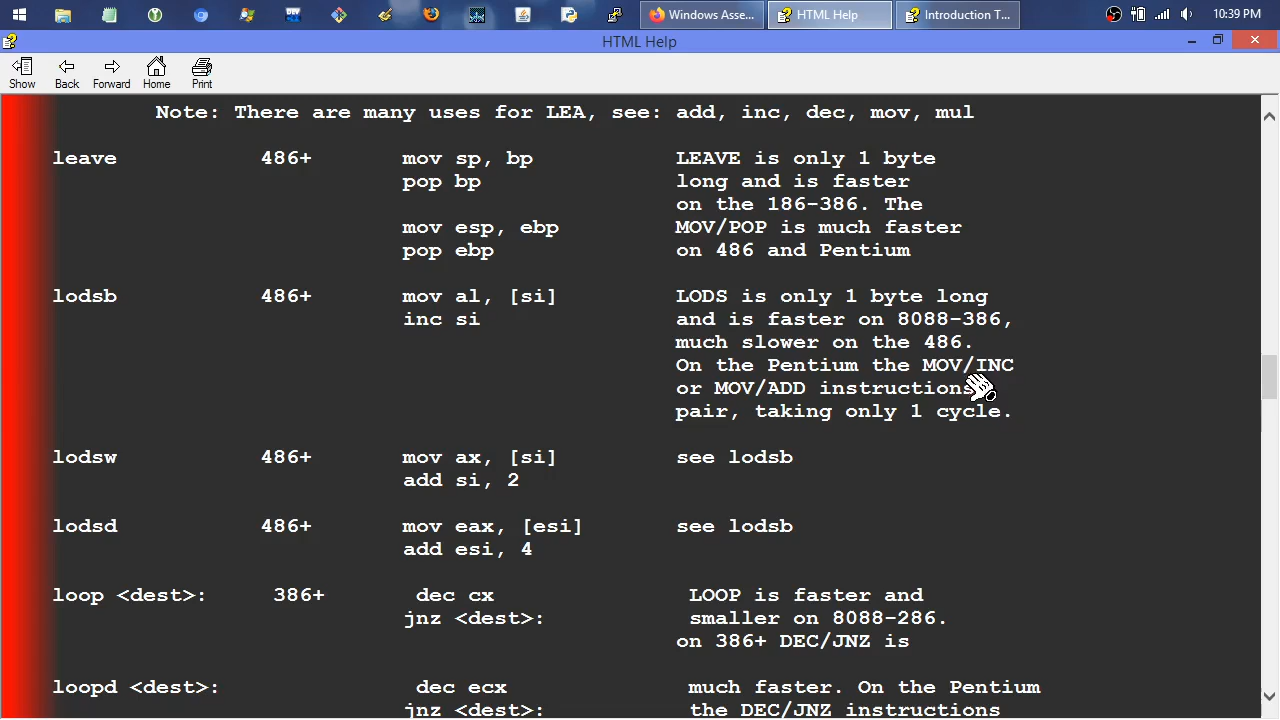 Windows Asse...
HTML Help
Introduction T...
10:39 PM
HTML Help
Show
Back
Forward
Home
Print
Note: There are many uses for LEA, see: add, inc, dec, mov, mul
leave 486+ mov sp, bp LEAVE is only 1 byte
pop bp long and is faster
on the 186-386. The
mov esp, ebp MOV/POP is much faster
pop ebp on 486 and Pentium
lodsb 486+ mov al, [si] LODS is only 1 byte long
inc si and is faster on 8088-386,
much slower on the 486.
On the Pentium the MOV/INC
or MOV/ADD instructions
pair, taking only 1 cycle.
lodsw 486+ mov ax, [si] see lodsb
add si, 2
lodsd 486+ mov eax, [esi] see lodsb
add esi, 4
loop <dest>: 386+ dec cx LOOP is faster and
jnz <dest>: smaller on 8088-286.
on 386+ DEC/JNZ is
loopd <dest>: dec ecx much faster. On the Pentium
jnz <dest>: the DEC/JNZ instructions